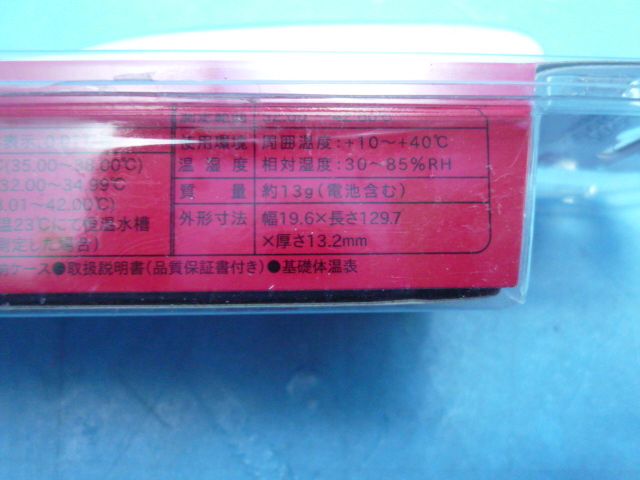 使用環境 周囲温度:+10〜+40℃
℃(35.00〜38.00℃) 温湿度 相対湿度:30〜85%RH
32.00〜34.99℃ 質量 約13g(電池含む)
.01〜42.00℃) 外形寸法 幅19.6×長さ129.7
温23℃にて恒温水槽 ×厚さ13.2mm
測定した場合)
ケース●取扱説明書(品質保証書付き)●基礎体温表